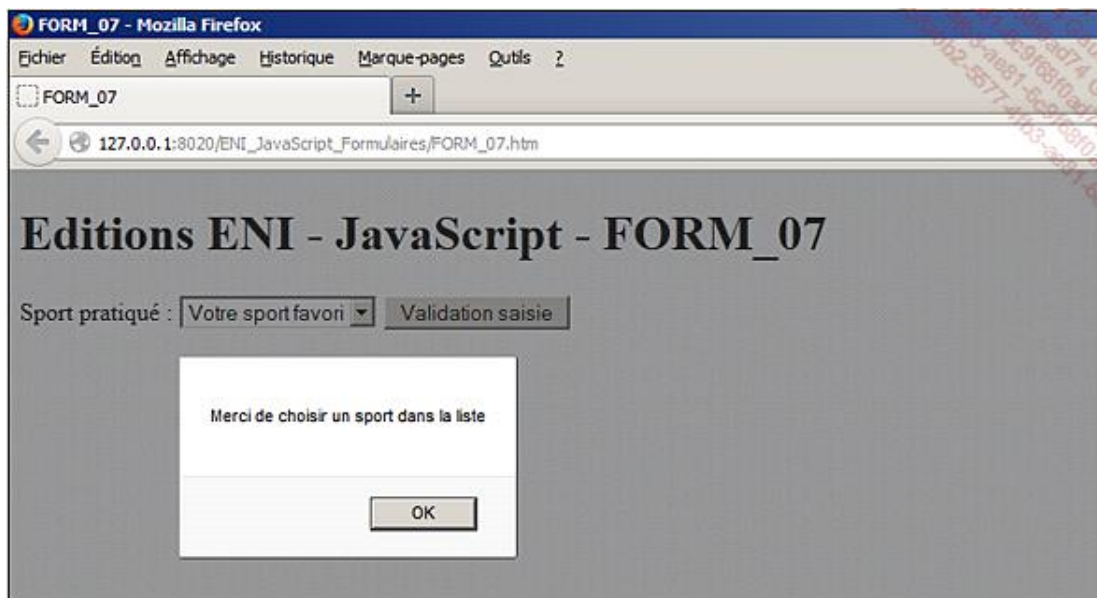 FORM_07 - Mozilla Firefox
Fichier Édition Affichage Historique Marque-pages Outils ?
FORM_07 +
127.0.0.1:8020/ENI_JavaScript_Formulaires/FORM_07.htm
Editions ENI - JavaScript - FORM_07
Sport pratiqué : Votre sport favori Validation saisie
Merci de choisir un sport dans la liste
OK